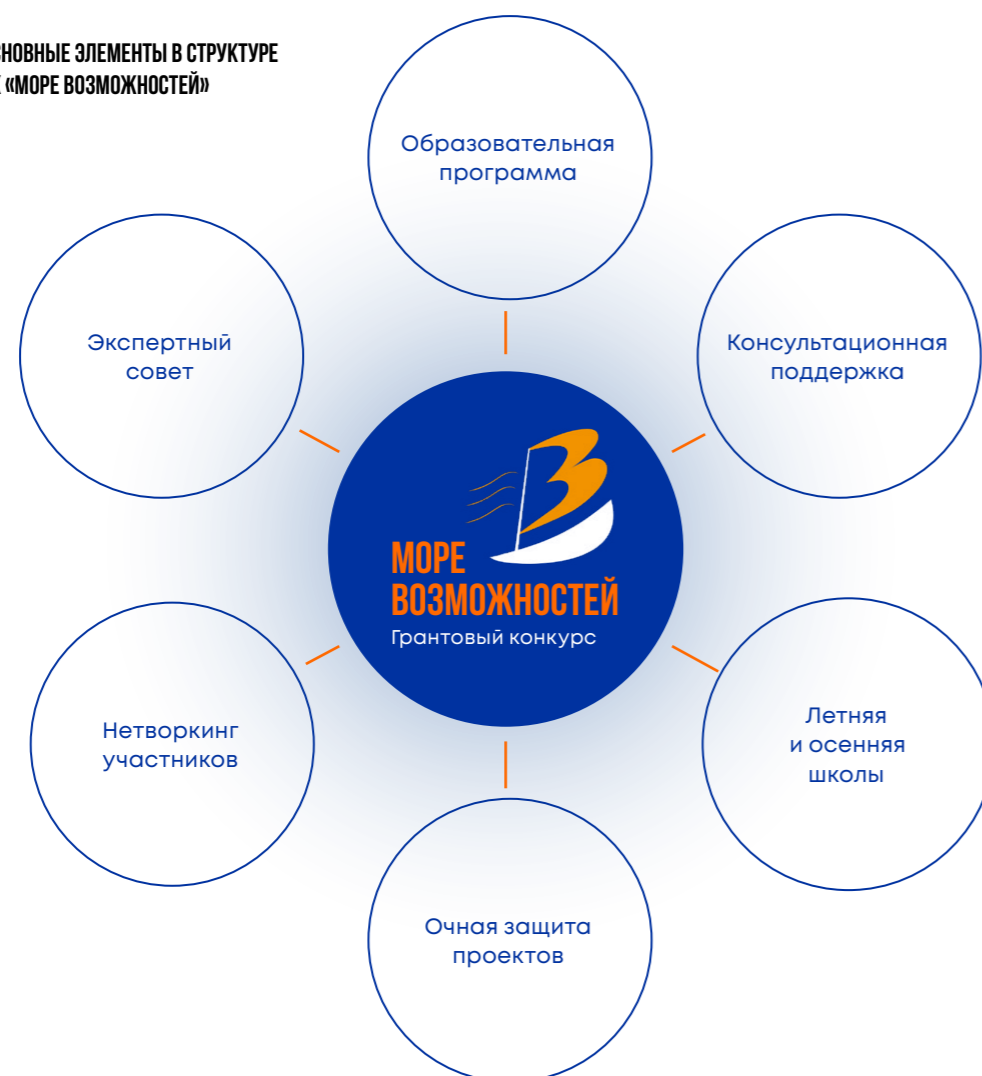 СНОВНЫЕ ЭЛЕМЕНТЫ В СТРУКТУРЕ
«МОРЕ ВОЗМОЖНОСТЕЙ»
Образовательная
программа
Экспертный
совет
Консультационная
поддержка
МОРЕ
ВОЗМОЖНОСТЕЙ
Грантовый конкурс
Нетворкинг
участников
Летняя
и осенняя
школы
Очная защита
проектов